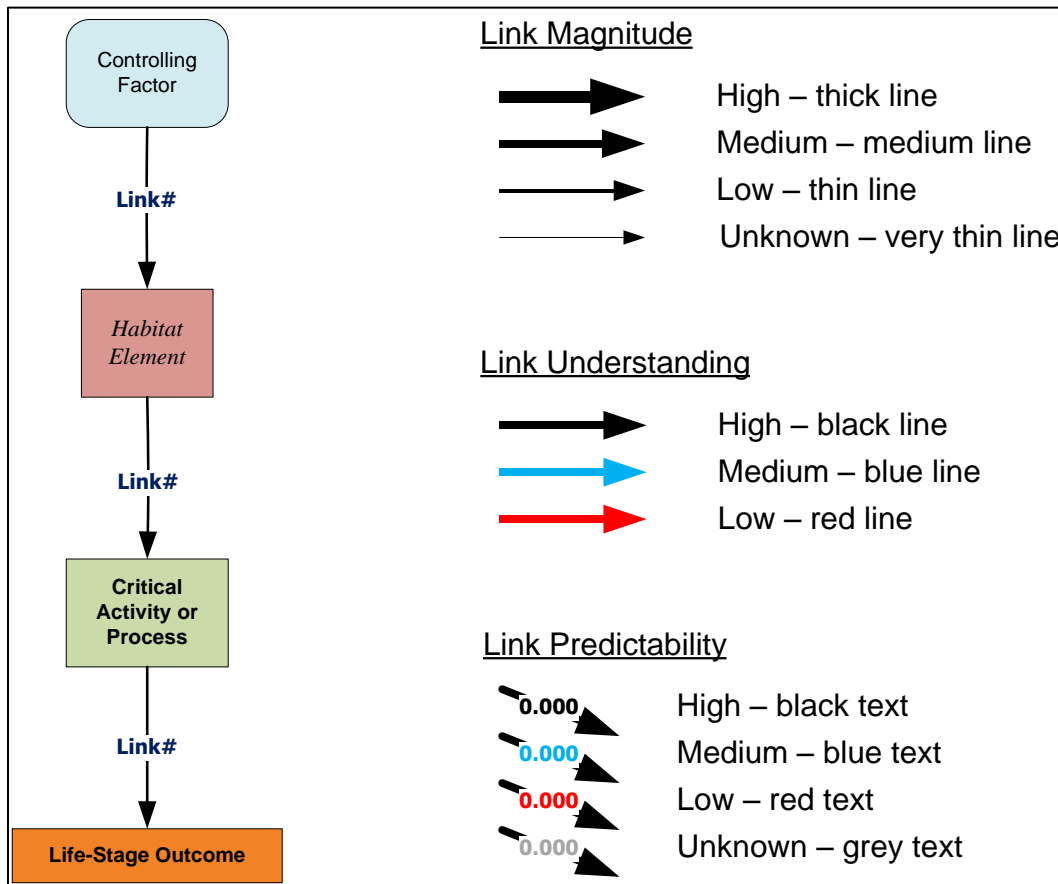 Controlling
Factor
Link#
Habitat
Element
Link#
Critical
Activity or
Process
Link#
Life-Stage Outcome
Link Magnitude
High – thick line
Medium – medium line
Low – thin line
Unknown – very thin line
Link Understanding
High – black line
Medium – blue line
Low – red line
Link Predictability
0.000 High – black text
0.000 Medium – blue text
0.000 Low – red text
0.000 Unknown – grey text